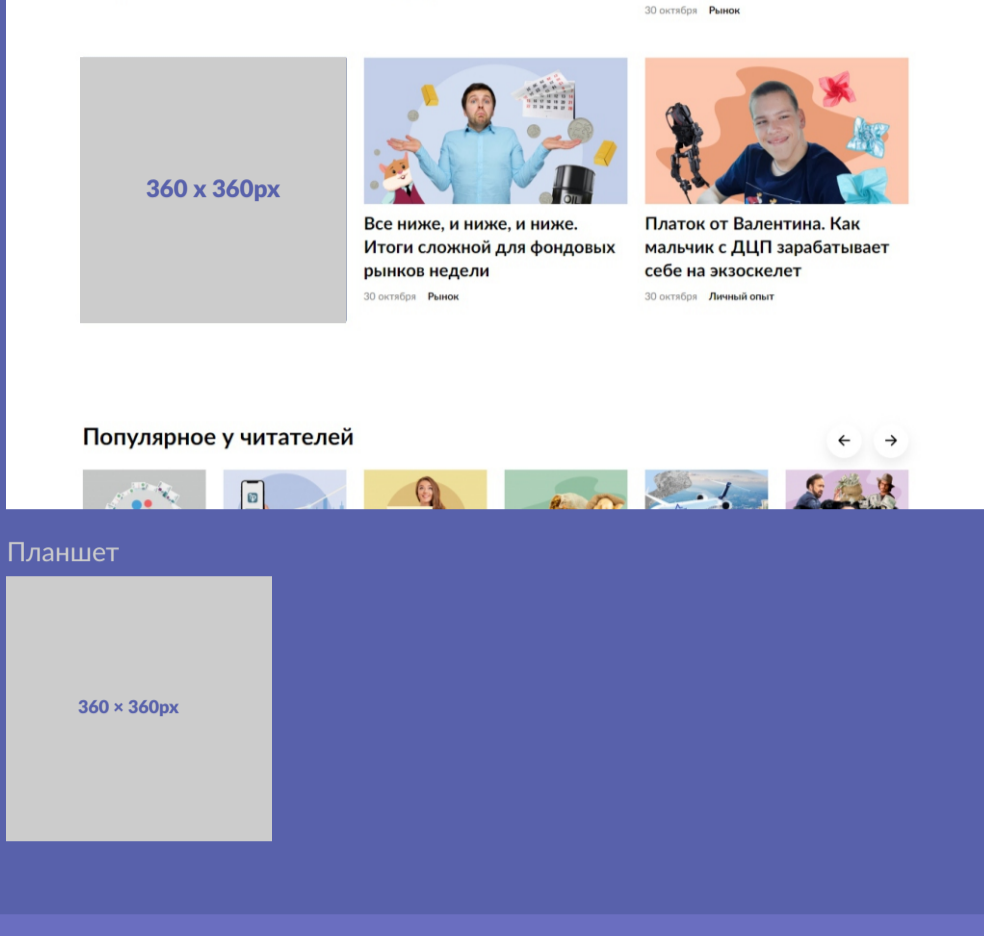 30 октября Рынок
360 x 360px
Все ниже, и ниже, и ниже.
Итоги сложной для фондовых
рынков недели
30 октября Рынок
Платок от Валентина. Как
мальчик с ДЦП зарабатывает
себе на экзоскелет
30 октября Личный опыт
Популярное у читателей
Планшет
360 × 360px